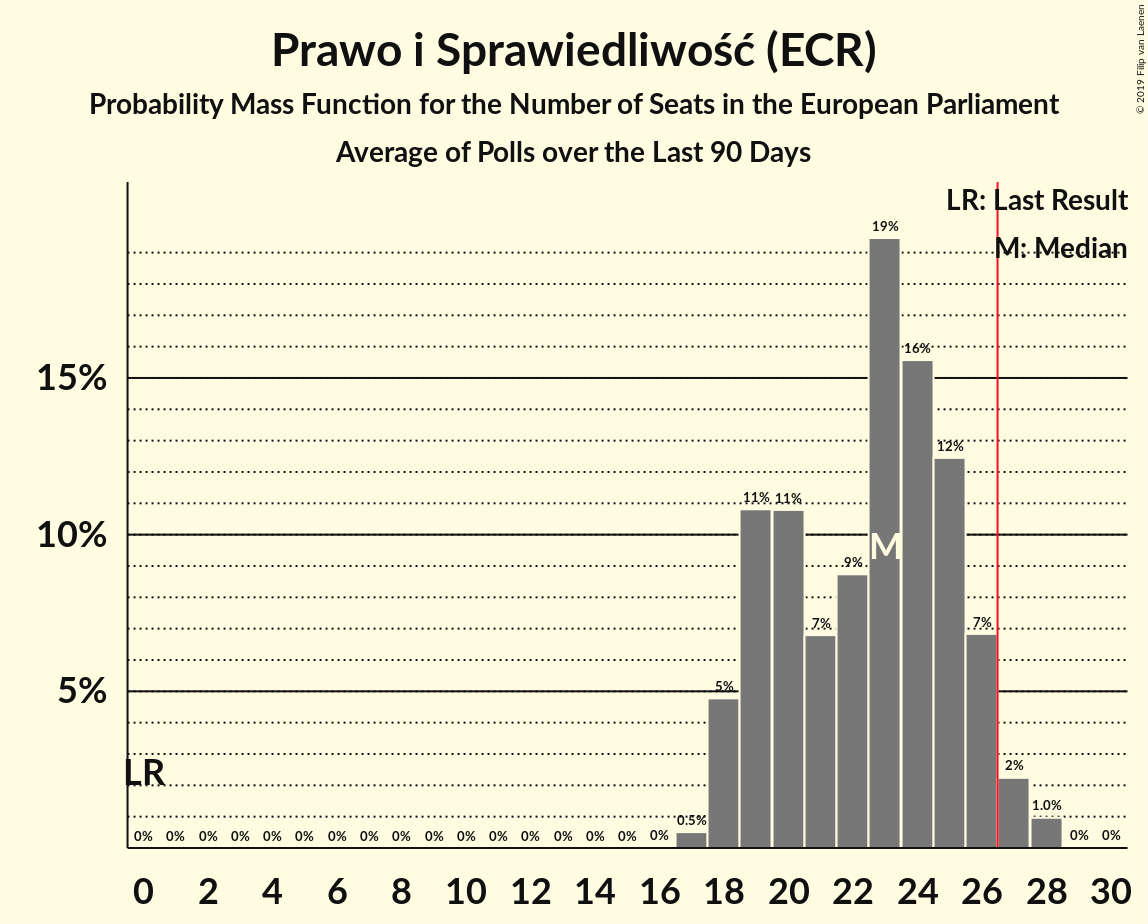 Prawo i Sprawiedliwość (ECR)
Probability Mass Function for the Number of Seats in the European Parliament
Average of Polls over the Last 90 Days
© 2019 Filip van Laenen
LR: Last Result
M: Median
19%
16%
15%
12%
11% 11%
10%
M
9%
7% 7%
5%
5%
LR
2%
0.5%
1.0%
0% 0% 0% 0% 0% 0% 0% 0% 0% 0% 0% 0% 0% 0% 0% 0% 0% 0% 0%
0 2 4 6 8 10 12 14 16 18 20 22 24 26 28 30